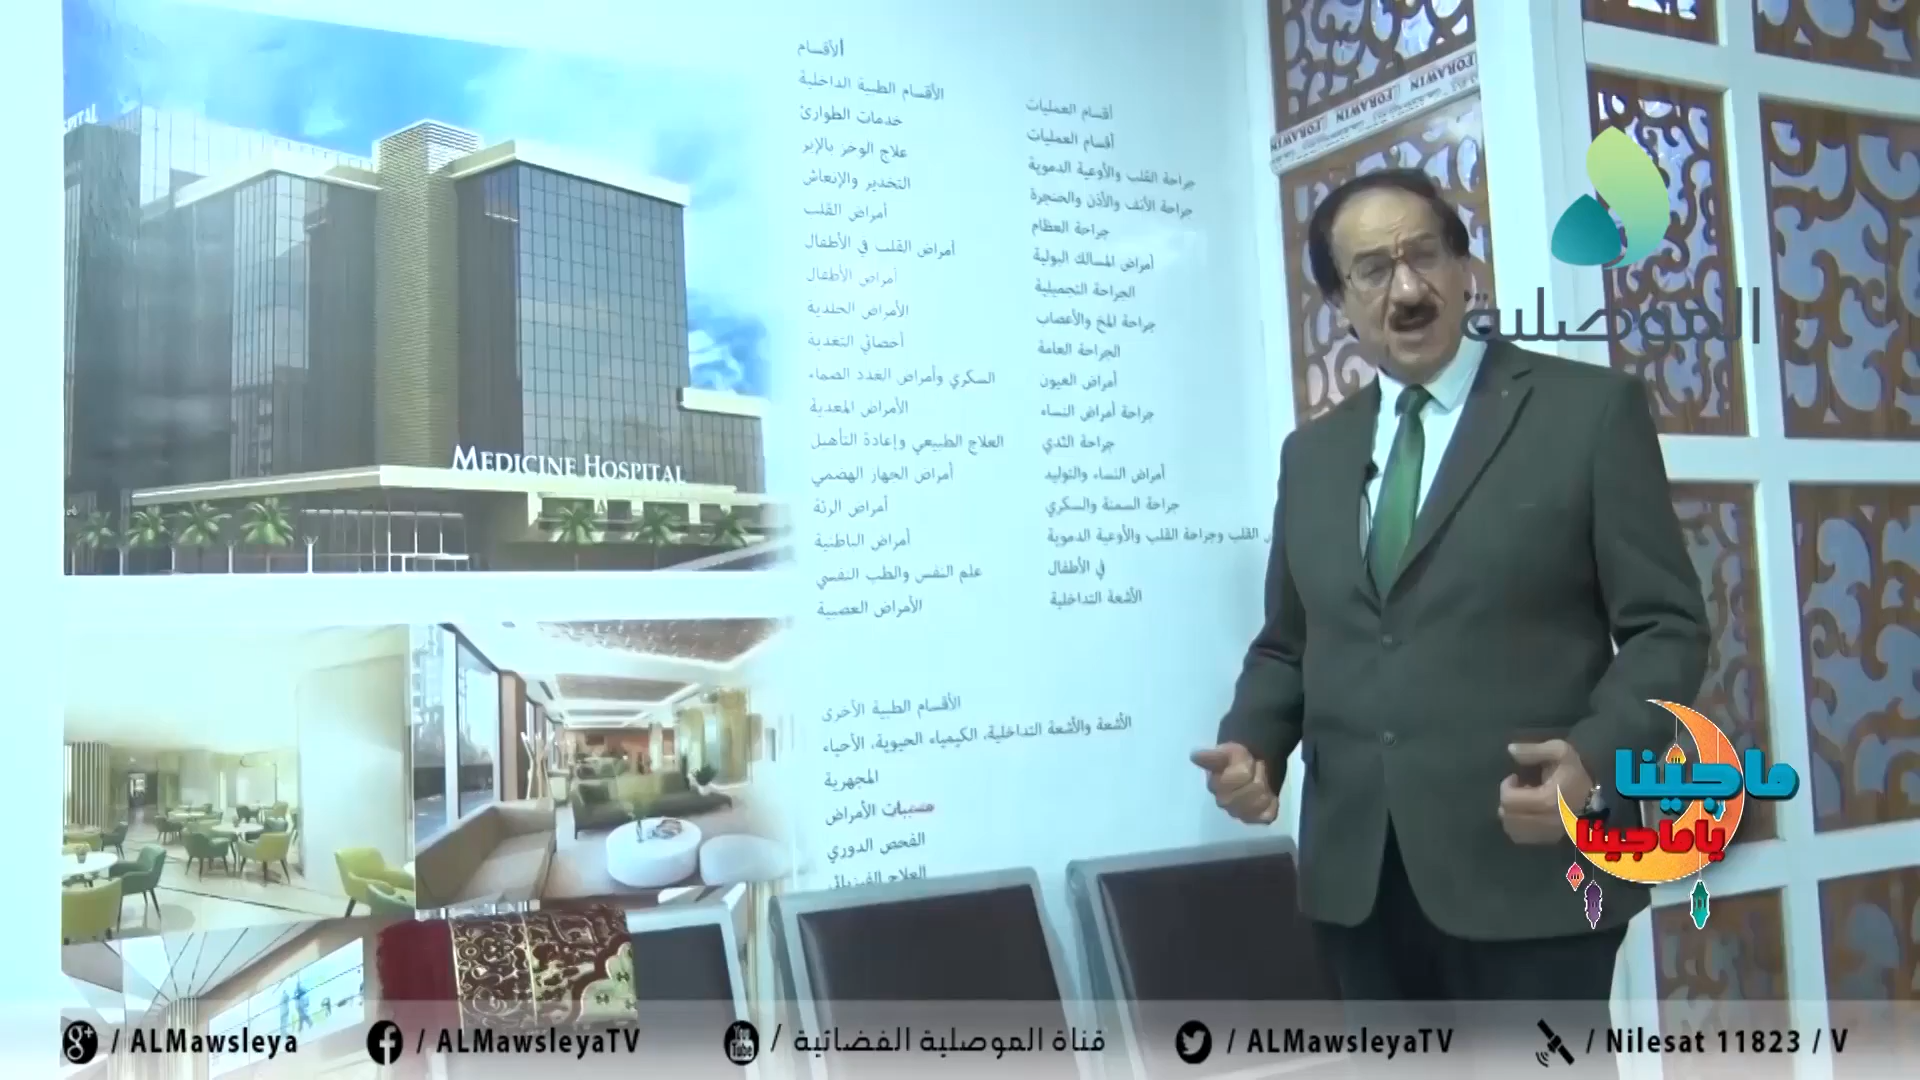 PITAL
MEDICINE HOSPITAL
الأقسام
الأقسام الطبية الداخلية
خدمات الطوارئ
علاج الوخز بالإبر
التخدير والإنعاش
أمراض القلب
أمراض القلب في الأطفال
أمراض الأطفال
الأمراض الجلدية
أخصائي التغذية
السكري وأمراض الغدد الصماء
الأمراض المعدية
العلاج الطبيعي وإعادة التأهيل
أمراض الجهاز الهضمي
أمراض الرئة
أمراض الباطنية
علم النفس والطب النفسي
الأمراض العصبية
أقسام العمليات
أقسام العمليات
جراحة القلب والأوعية الدموية
جراحة الأنف والأذن والحنجرة
جراحة العظام
أمراض المسالك البولية
الجراحة التجميلية
جراحة المخ والأعصاب
الجراحة العامة
أمراض العيون
جراحة أمراض النساء
جراحة الثدي
أمراض النساء والتوليد
جراحة السمنة والسكري
القلب وجراحة القلب والأوعية الدموية
في الأطفال
الأشعة التداخلية
الأقسام الطبية الأخرى
الأشعة والأشعة التداخلية، الكيمياء الحيوية، الأحياء
المجهرية
مسببات الأمراض
الفحص الدوري
العلاج الفيزيائي
FORAWIN FORAWIN FORAWIN
الموصلية
ماجينا
ياماجينا
/ ALMawsleya
/ ALMawsleyaTV
/ قناة الموصلية الفضائية
/ ALMawsleyaTV
/ Nilesat 11823 / V